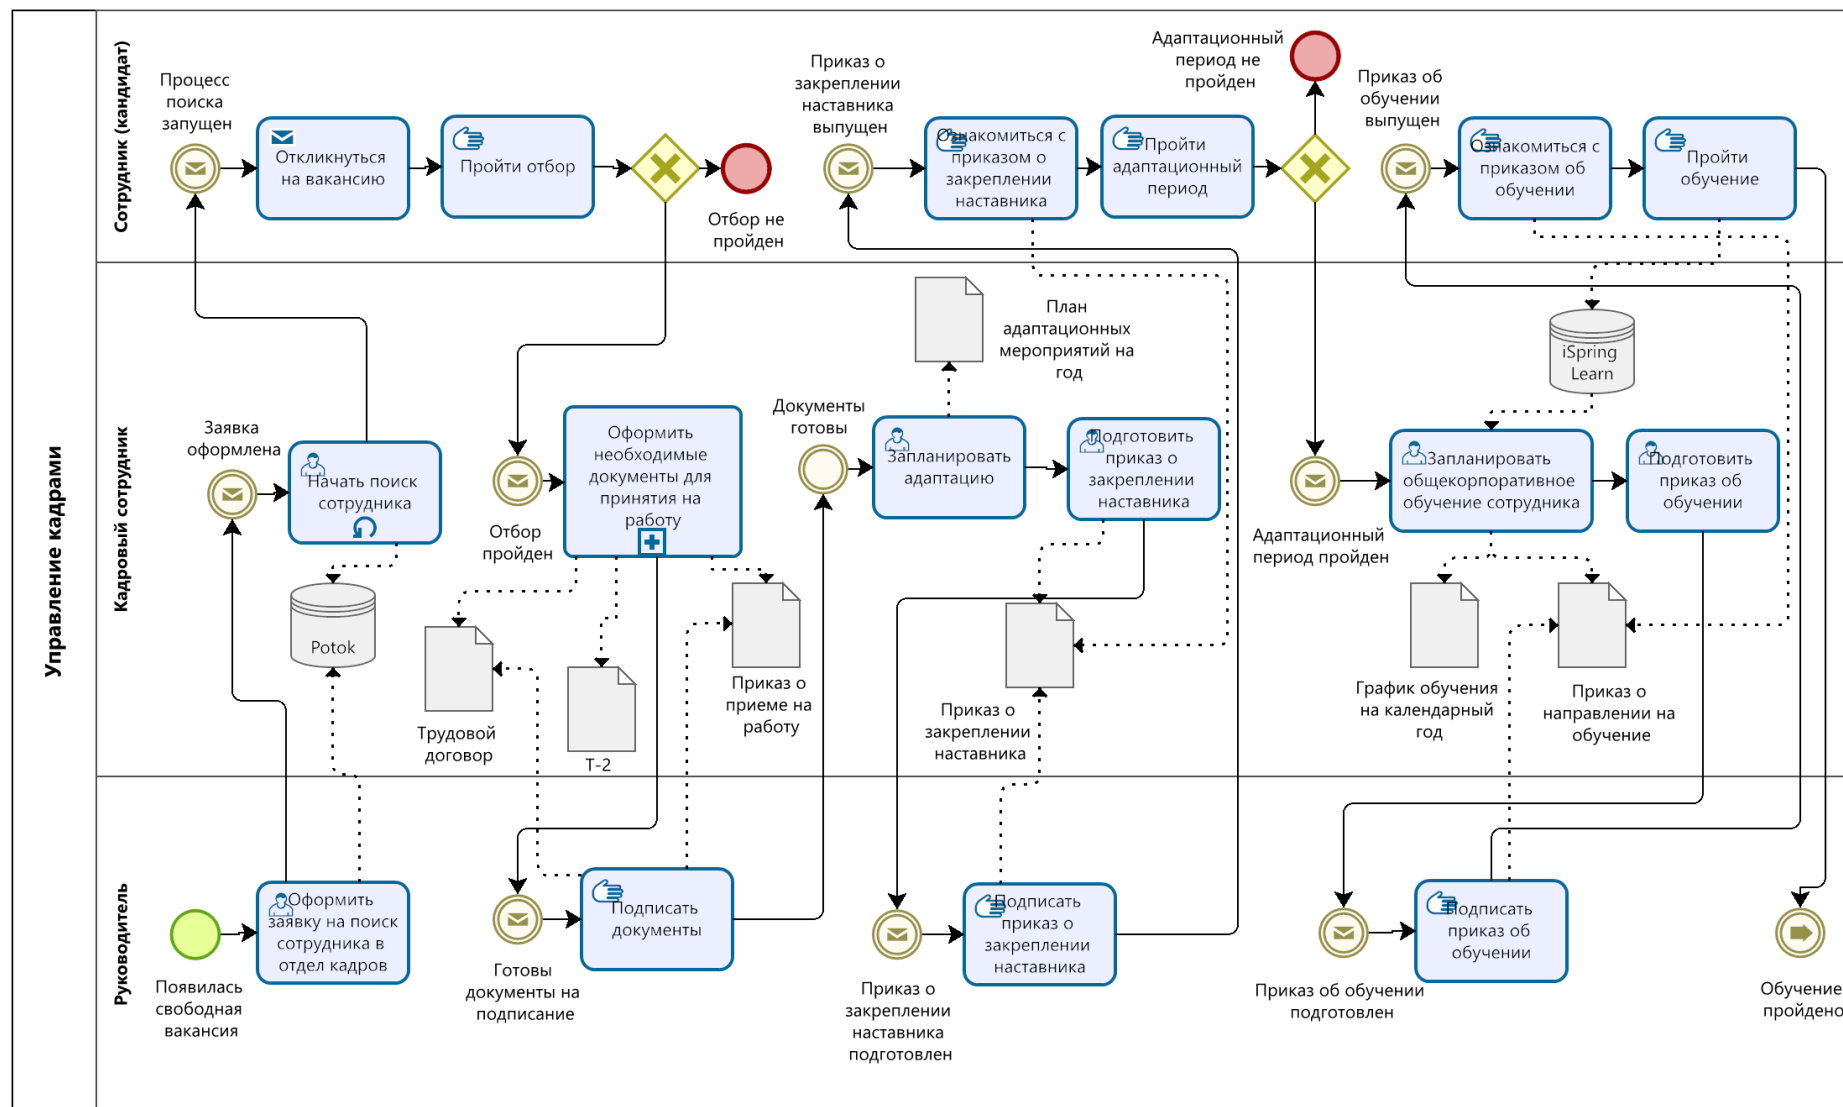 Управление кадрами
Сотрудник (кандидат)
Процесс
поиска
запущен
Откликнуться
на вакансию
Пройти отбор
Отбор не
пройден
Приказ о
закреплении
наставника
выпущен
Ознакомиться с
приказом о
закреплении
наставника
Пройти
адаптационный
период
Адаптационный
период не
пройден
Приказ об
обучении
выпущен
Ознакомиться с
приказом об
обучении
Пройти
обучение
Кадровый сотрудник
Заявка
оформлена
Начать поиск
сотрудника
Potok
Отбор
пройден
Оформить
необходимые
документы для
принятия на
работу
Трудовой
договор
Т-2
Приказ о
приеме на
работу
Документы
готовы
Запланировать
адаптацию
План
адаптационных
мероприятий на
год
Подготовить
приказ о
закреплении
наставника
Приказ о
закреплении
наставника
Адаптационный
период пройден
iSpring
Learn
Запланировать
общекорпоративное
обучение сотрудника
Подготовить
приказ об
обучении
График обучения
на календарный
год
Приказ о
направлении на
обучение
Руководитель
Появилась
свободная
вакансия
Оформить
заявку на поиск
сотрудника в
отдел кадров
Готовы
документы на
подписание
Подписать
документы
Приказ о
закреплении
наставника
подготовлен
Подписать
приказ о
закреплении
наставника
Приказ об обучении
подготовлен
Подписать
приказ об
обучении
Обучение
пройдено